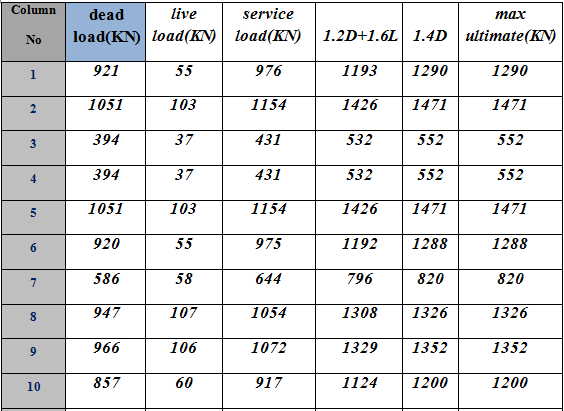 Column No dead load(KN) live load(KN) service load(KN) 1.2D+1.6L 1.4D max ultimate(KN)
1 921 55 976 1193 1290 1290
2 1051 103 1154 1426 1471 1471
3 394 37 431 532 552 552
4 394 37 431 532 552 552
5 1051 103 1154 1426 1471 1471
6 920 55 975 1192 1288 1288
7 586 58 644 796 820 820
8 947 107 1054 1308 1326 1326
9 966 106 1072 1329 1352 1352
10 857 60 917 1124 1200 1200